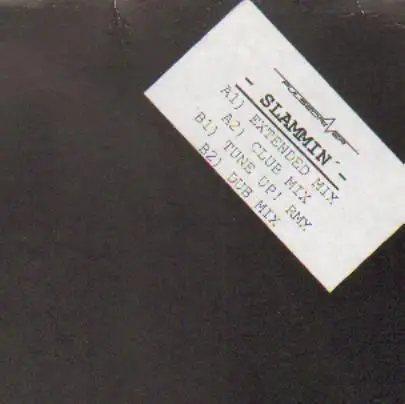 PULSEDRIVER
- SLAMMIN´ -
A1) EXTENDED MIX
A2) CLUB MIX
B1) TUNE UP! RMX
B2) DUB MIX